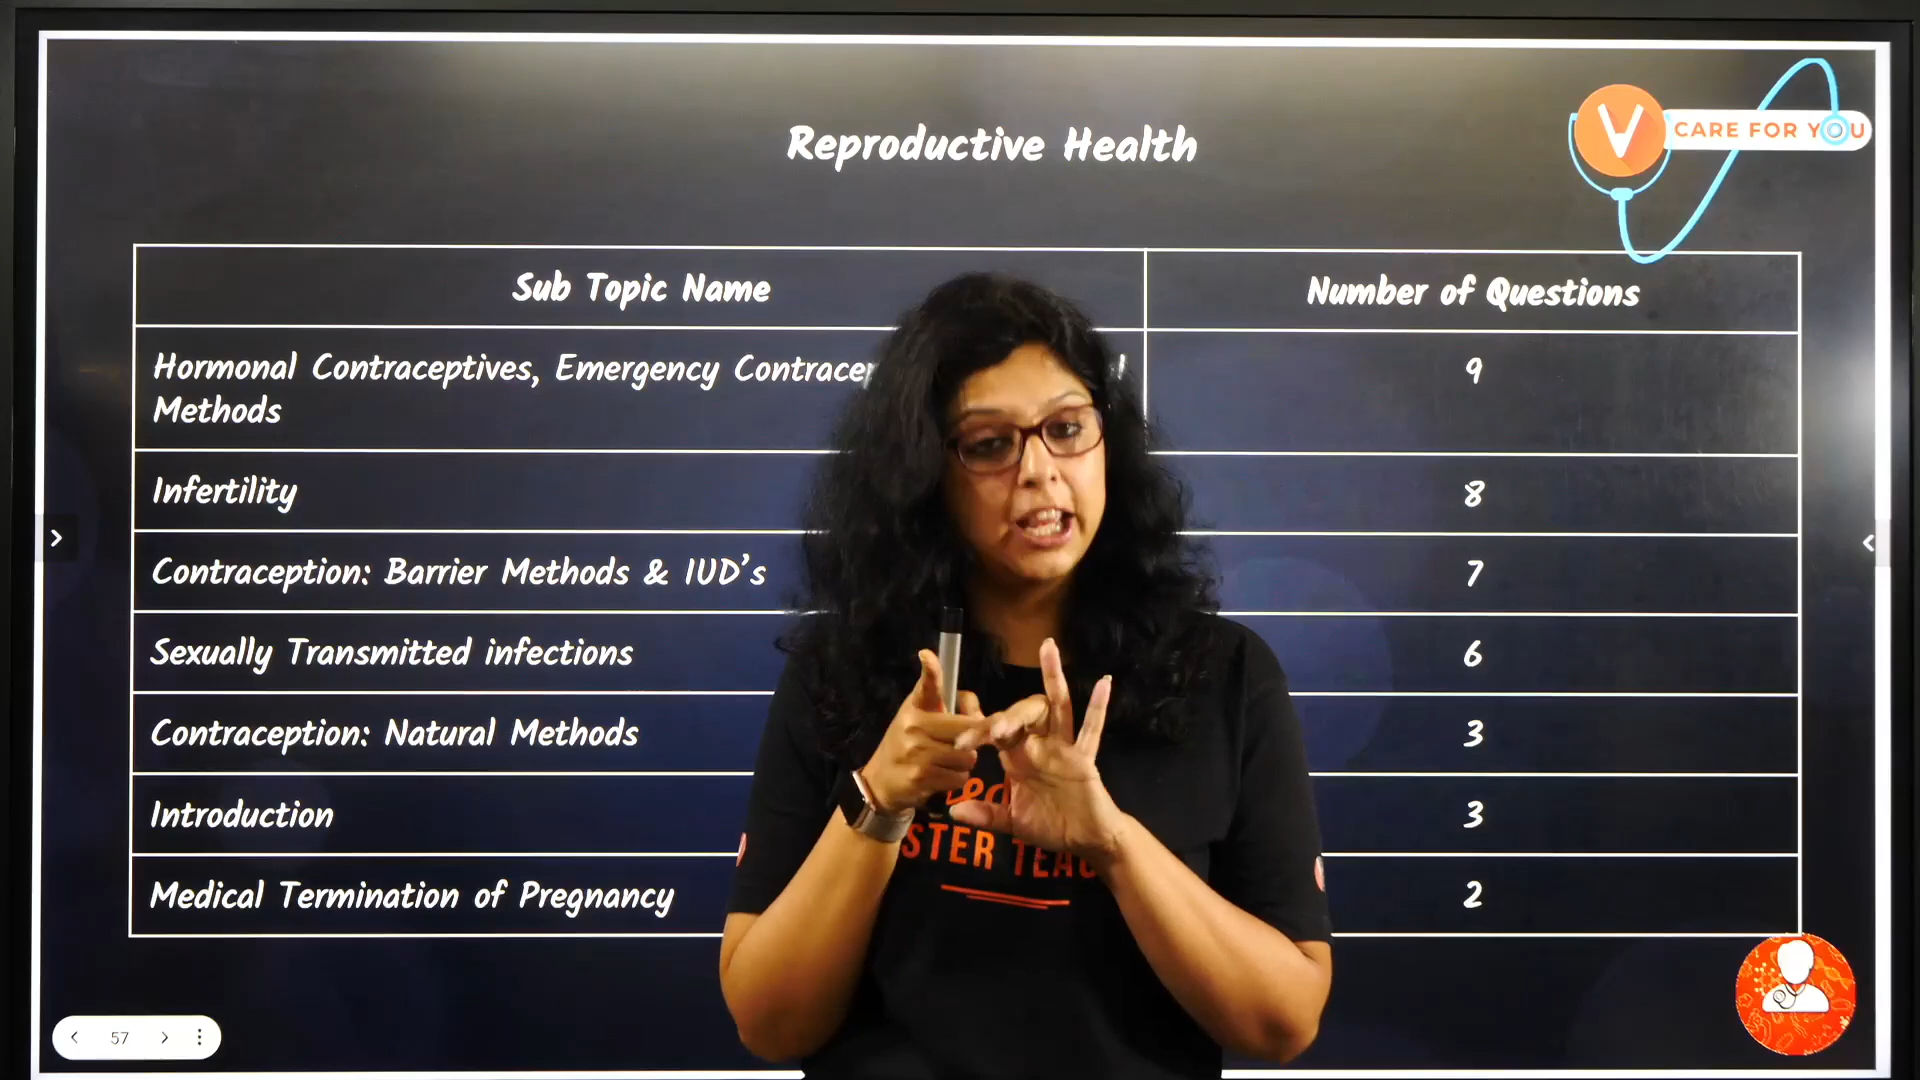 Reproductive Health
V CARE FOR YOU
Sub Topic Name
Number of Questions
Hormonal Contraceptives, Emergency
Methods
9
Infertility
8
Contraception: Barrier Methods & IUD's
7
Sexually Transmitted infections
6
Contraception: Natural Methods
3
Introduction
3
Medical Termination of Pregnancy
2
57